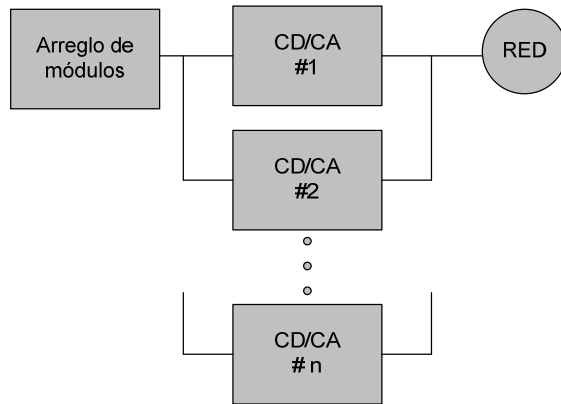 Arreglo de
módulos
CD/CA
#1
RED
CD/CA
#2
CD/CA
# n